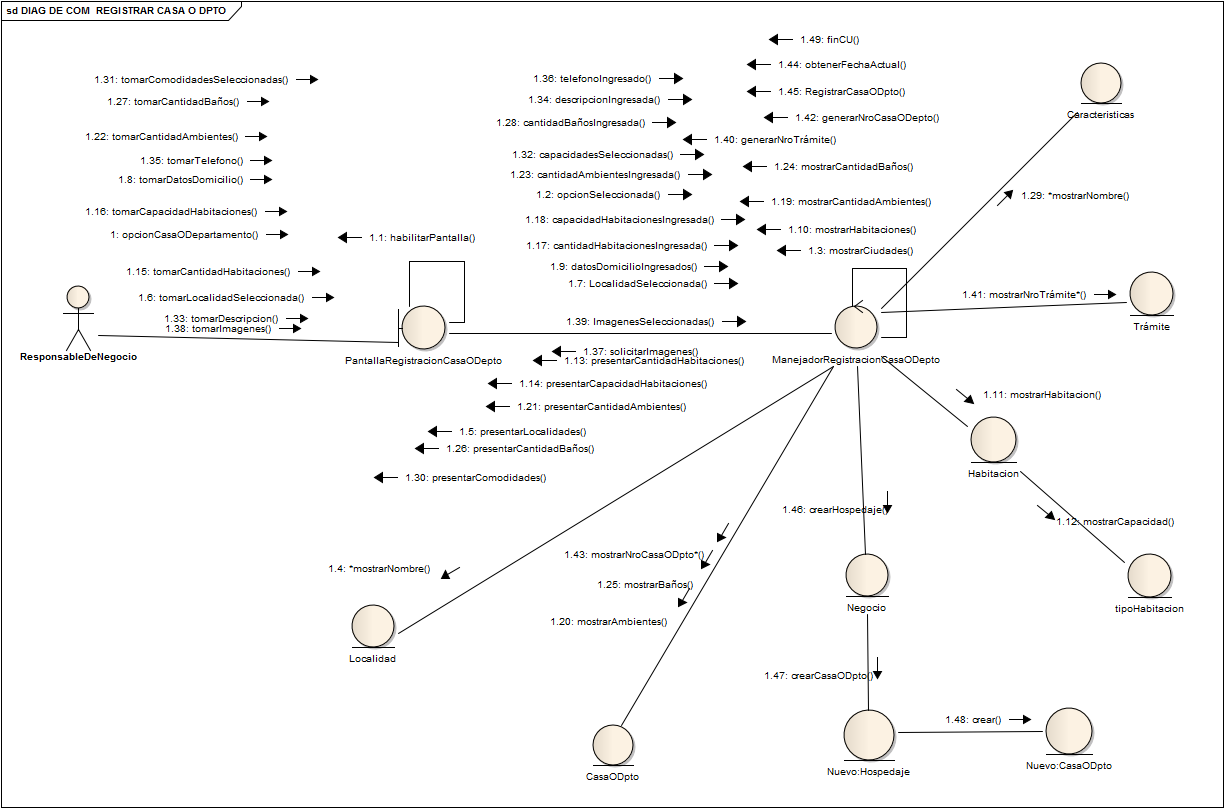 sd DIAG DE COM REGISTRAR CASA O DPTO
1.49: finCU()
1.44: obtenerFechaActual()
1.31: tomarComodidadesSeleccionadas()
1.36: telefonoIngresado()
1.45: RegistrarCasaODpto()
1.27: tomarCantidadBaños()
1.34: descripcionIngresada()
Caracteristicas
1.42: generarNroCasaODepto()
1.28: cantidadBañosIngresada()
1.22: tomarCantidadAmbientes()
1.40: generarNroTrámite()
1.35: tomarTelefono()
1.32: capacidadesSeleccionadas()
1.24: mostrarCantidadBaños()
1.8: tomarDatosDomicilio()
1.23: cantidadAmbientesIngresada()
1.2: opcionSeleccionada()
1.29: *mostrarNombre()
1.19: mostrarCantidadAmbientes()
1.16: tomarCapacidadHabitaciones()
1.18: capacidadHabitacionesIngresada()
1.10: mostrarHabitaciones()
1: opcionCasaODepartamento()
1.1: habilitarPantalla()
1.17: cantidadHabitacionesIngresada()
1.3: mostrarCiudades()
1.15: tomarCantidadHabitaciones()
1.9: datosDomicilioIngresados()
1.7: LocalidadSeleccionada()
1.6: tomarLocalidadSeleccionada()
1.41: mostrarNroTrámite*()
1.33: tomarDescripcion()
1.38: tomarImagenes()
1.39: ImagenesSeleccionadas()
Trámite
ResponsableDeNegocio
PantallaRegistracionCasaODepto
1.37: solicitarImagenes()
1.13: presentarCantidadHabitaciones()
ManejadorRegistracionCasaODepto
1.14: presentarCapacidadHabitaciones()
1.11: mostrarHabitacion()
1.21: presentarCantidadAmbientes()
1.5: presentarLocalidades()
1.26: presentarCantidadBaños()
Habitacion
1.30: presentarComodidades()
1.46: crearHospedaje()
1.12: mostrarCapacidad()
1.43: mostrarNroCasaODpto*()
1.4: *mostrarNombre()
1.25: mostrarBaños()
Negocio
tipoHabitacion
1.20: mostrarAmbientes()
Localidad
1.47: crearCasaODpto()
1.48: crear()
CasaODpto
Nuevo:Hospedaje
Nuevo:CasaODpto